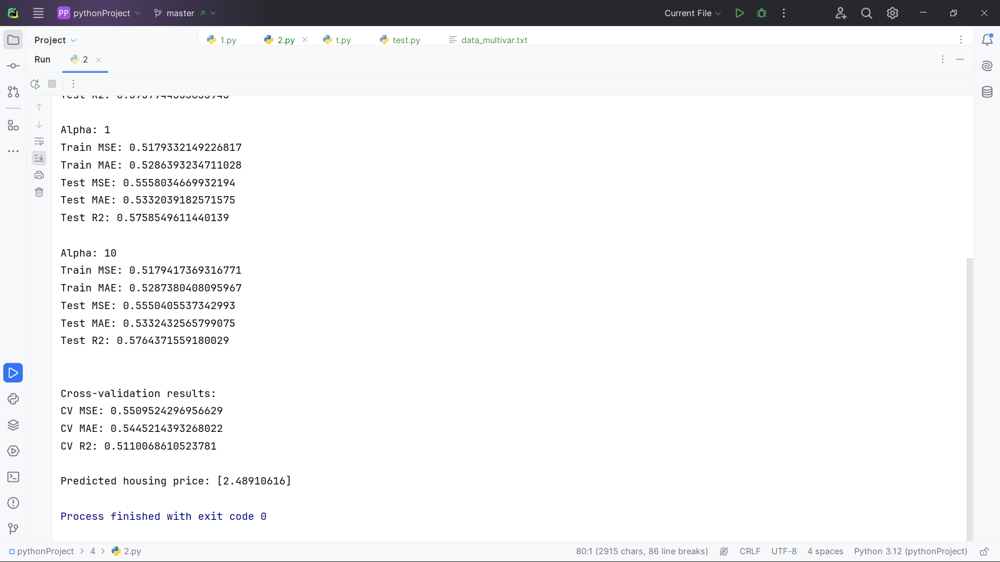 PP pythonProject master Current File
Project 1.py 2.py t.py test.py data_multivar.txt
Run 2
Alpha: 1
Train MSE: 0.5179332149226817
Train MAE: 0.5286393234711028
Test MSE: 0.5558034669932194
Test MAE: 0.5332039182571575
Test R2: 0.5758549611440139
Alpha: 10
Train MSE: 0.5179417369316771
Train MAE: 0.5287380408095967
Test MSE: 0.5550405537342993
Test MAE: 0.5332432565799075
Test R2: 0.5764371559180029
Cross-validation results:
CV MSE: 0.5509524296956629
CV MAE: 0.5445214393268022
CV R2: 0.5110068610523781
Predicted housing price: [2.48910616]
Process finished with exit code 0
pythonProject > 4 > 2.py 80:1 (2915 chars, 86 line breaks) CRLF UTF-8 4 spaces Python 3.12 (pythonProject)